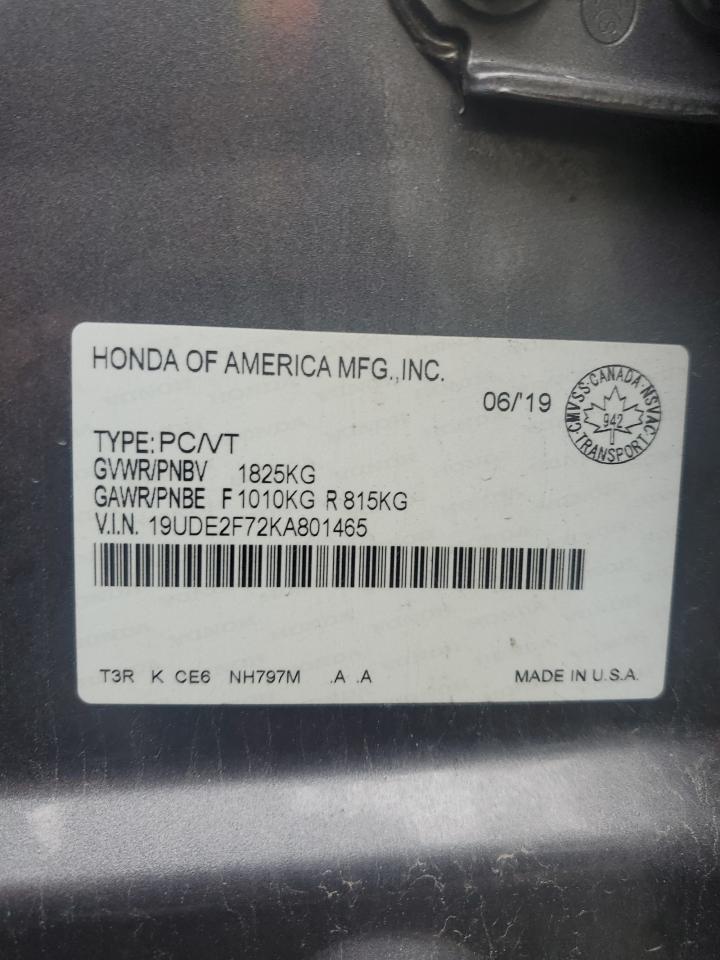 HONDA OF AMERICA MFG.,INC.
06/'19
CMVSS·CANADA·NSVAC
942
TRANSPORT
TYPE: PC/VT
GVWR/PNBV 1825KG
GAWR/PNBE F 1010KG R 815KG
V.I.N. 19UDE2F72KA801465
T3R K CE6 NH797M .A .A MADE IN U.S.A.